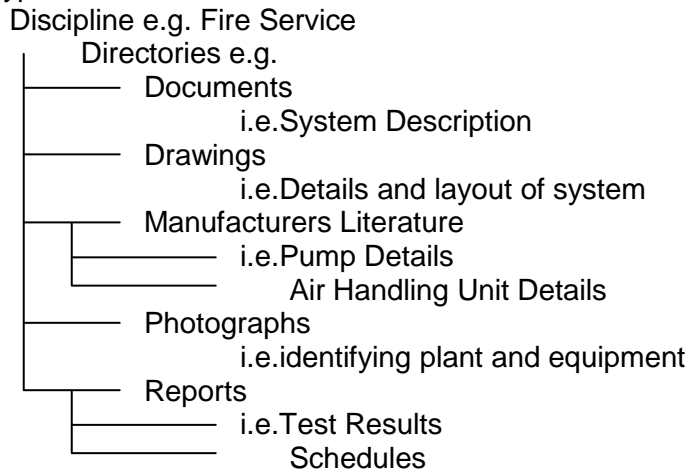 Discipline e.g. Fire Service
Directories e.g.
Documents
i.e.System Description
Drawings
i.e.Details and layout of system
Manufacturers Literature
i.e.Pump Details
Air Handling Unit Details
Photographs
i.e.identifying plant and equipment
Reports
i.e.Test Results
Schedules